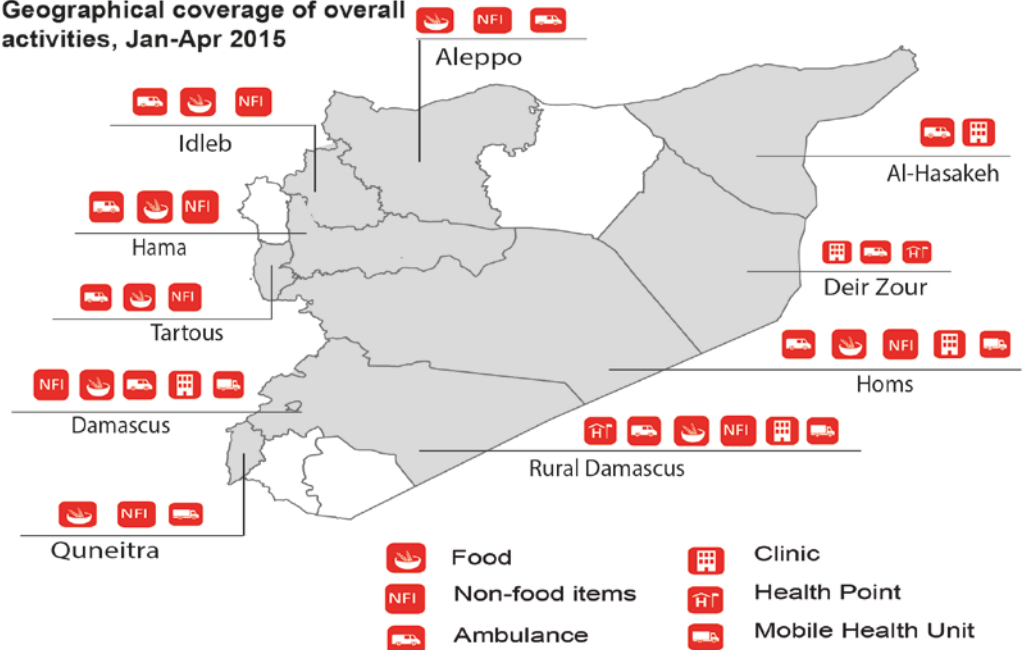 Geographical coverage of overall
activities, Jan-Apr 2015
NFI
Aleppo
NFI
Idleb
Al-Hasakeh
NFI
Hama
H
Deir Zour
NFI
Tartous
NFI
Homs
NFI
Damascus
H NFI
Rural Damascus
NFI
Quneitra
Food
Clinic
NFI Non-food items
H Health Point
Ambulance
Mobile Health Unit